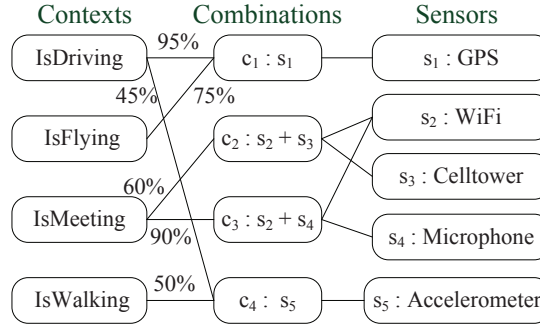 Contexts Combinations Sensors
95%
IsDriving c₁ : s₁ s₁ : GPS
45% 75%
s₂ : WiFi
IsFlying c₂ : s₂ + s₃
s₃ : Celltower
60%
IsMeeting c₃ : s₂ + s₄
s₄ : Microphone
90%
50%
IsWalking c₄ : s₅ s₅ : Accelerometer